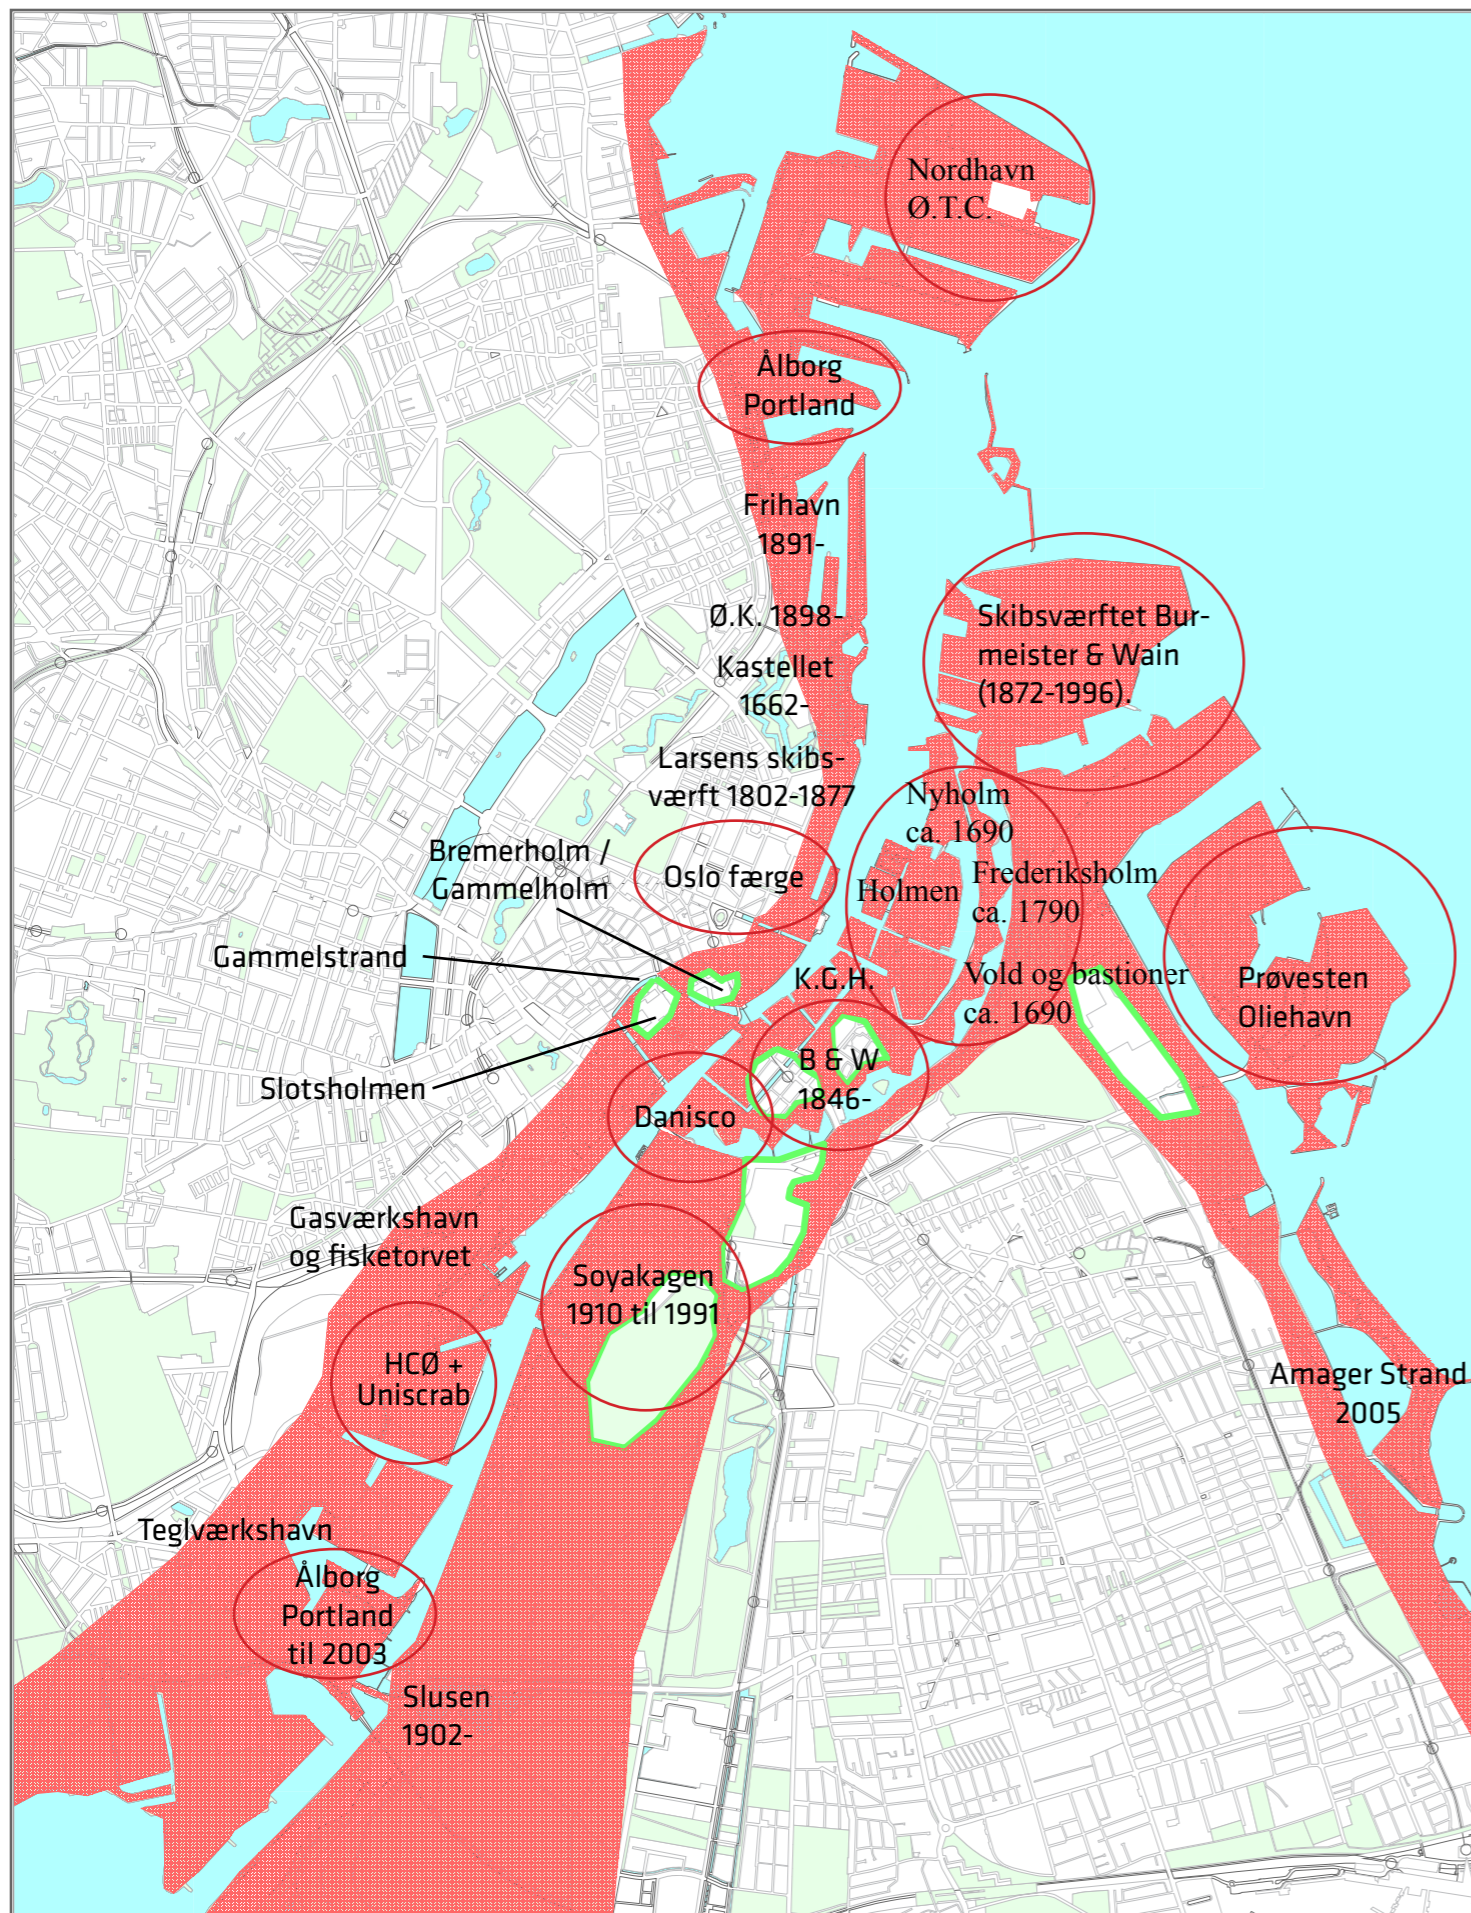 Nordhavn
Ø.T.C.
Ålborg
Portland
Frihavn
1891-
Ø.K. 1898-
Kastellet
1662-
Skibsværftet Bur-
meister & Wain
(1872-1996).
Larsens skibs-
værft 1802-1877
Nyholm
ca. 1690
Bremerholm /
Gammelholm
Oslo færge
Holmen
Frederiksholm
ca. 1790
Gammelstrand
K.G.H.
Vold og bastioner
ca. 1690
Prøvesten
Oliehavn
Slotsholmen
B & W
1846-
Danisco
Gasværkshavn
og fisketorvet
Soyakagen
1910 til 1991
HCØ +
Uniscrab
Amager Strand
2005
Teglværkshavn
Ålborg
Portland
til 2003
Slusen
1902-